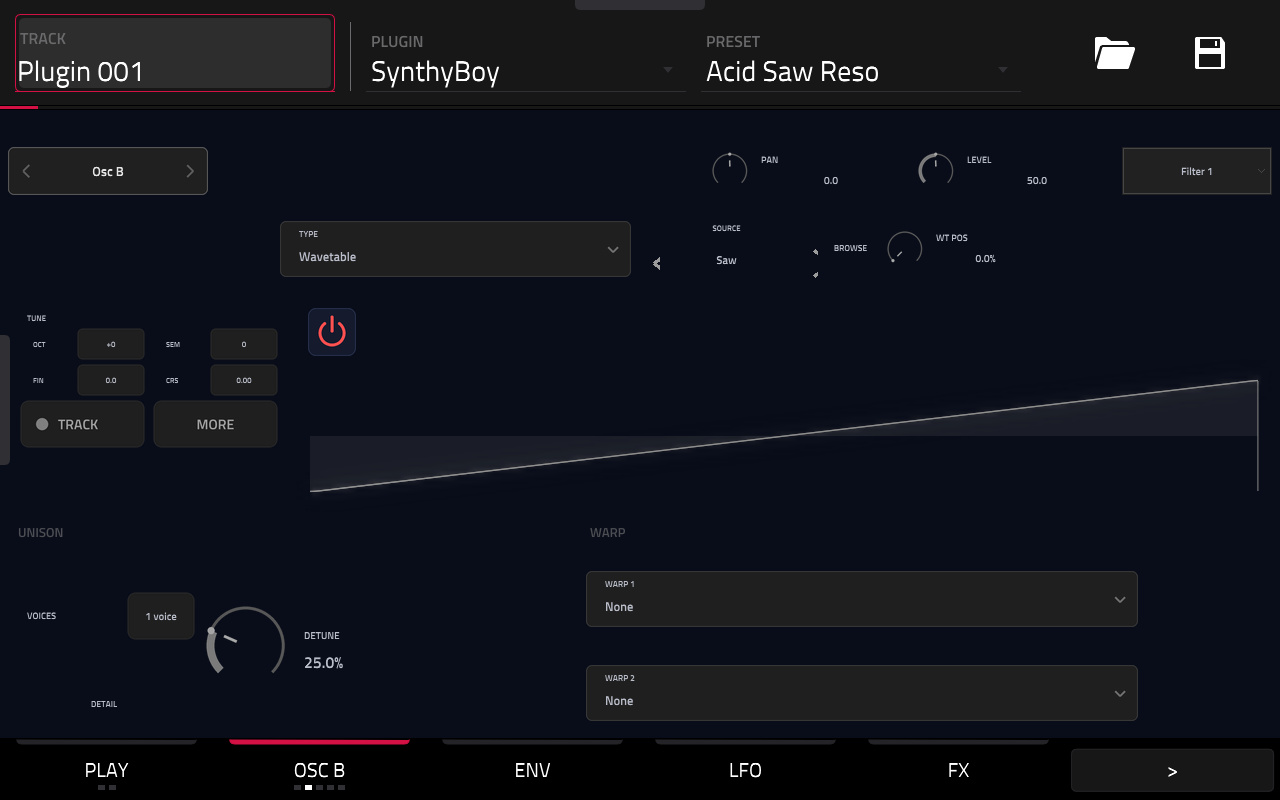 TRACK
Plugin 001
PLUGIN
SynthyBoy
PRESET
Acid Saw Reso
Osc B
PAN
0.0
LEVEL
50.0
Filter 1
TYPE
Wavetable
SOURCE
Saw
BROWSE
WT POS
0.0%
TUNE
OCT
+0
SEM
0
FIN
0.0
CRS
0.00
TRACK
MORE
UNISON
VOICES
1 voice
DETUNE
25.0%
DETAIL
WARP
WARP 1
None
WARP 2
None
PLAY
OSC B
ENV
LFO
FX
>